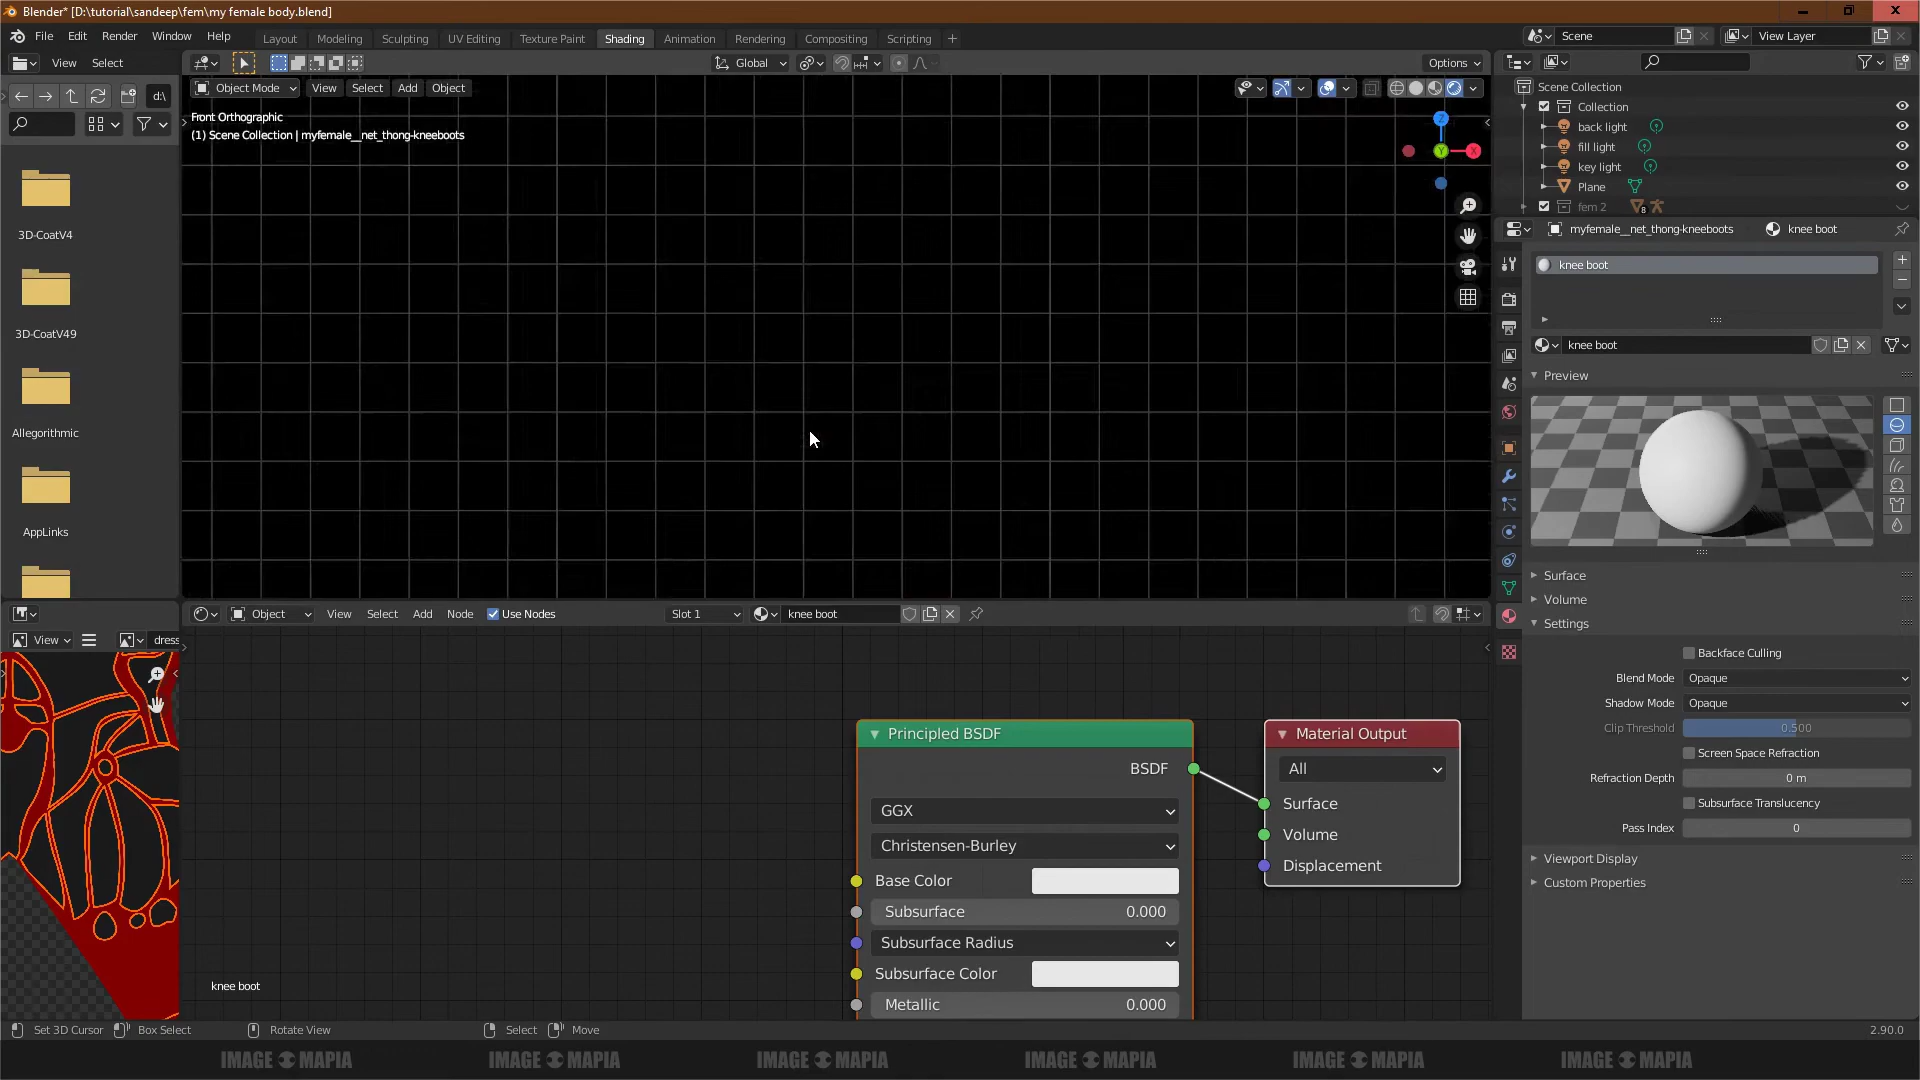 Blender* [D:\tutorial\sandeep\fem\my female body.blend]
File Edit Render Window Help
Layout Modeling Sculpting UV Editing Texture Paint Shading Animation Rendering Compositing Scripting
Scene
View Layer
View Select
Global
Options
d:\
Object Mode View Select Add Object
Front Orthographic
(1) Scene Collection | myfemale__net_thong-kneeboots
Z
Y
X
3D-CoatV4
3D-CoatV49
Allegorithmic
AppLinks
Scene Collection
Collection
back light
fill light
key light
Plane
fem 2
8
myfemale__net_thong-kneeboots knee boot
knee boot
knee boot
Preview
Surface
Volume
Settings
Backface Culling
Blend Mode Opaque
Shadow Mode Opaque
Clip Threshold 0.500
Screen Space Refraction
Refraction Depth 0 m
Subsurface Translucency
Pass Index 0
Viewport Display
Custom Properties
Object View Select Add Node Use Nodes Slot 1 knee boot
View dress
Principled BSDF
BSDF
GGX
Christensen-Burley
Base Color
Subsurface 0.000
Subsurface Radius
Subsurface Color
Metallic 0.000
Material Output
All
Surface
Volume
Displacement
knee boot
Set 3D Cursor Box Select Rotate View Select Move
2.90.0
IMAGE MAPIA IMAGE MAPIA IMAGE MAPIA IMAGE MAPIA IMAGE MAPIA IMAGE MAPIA